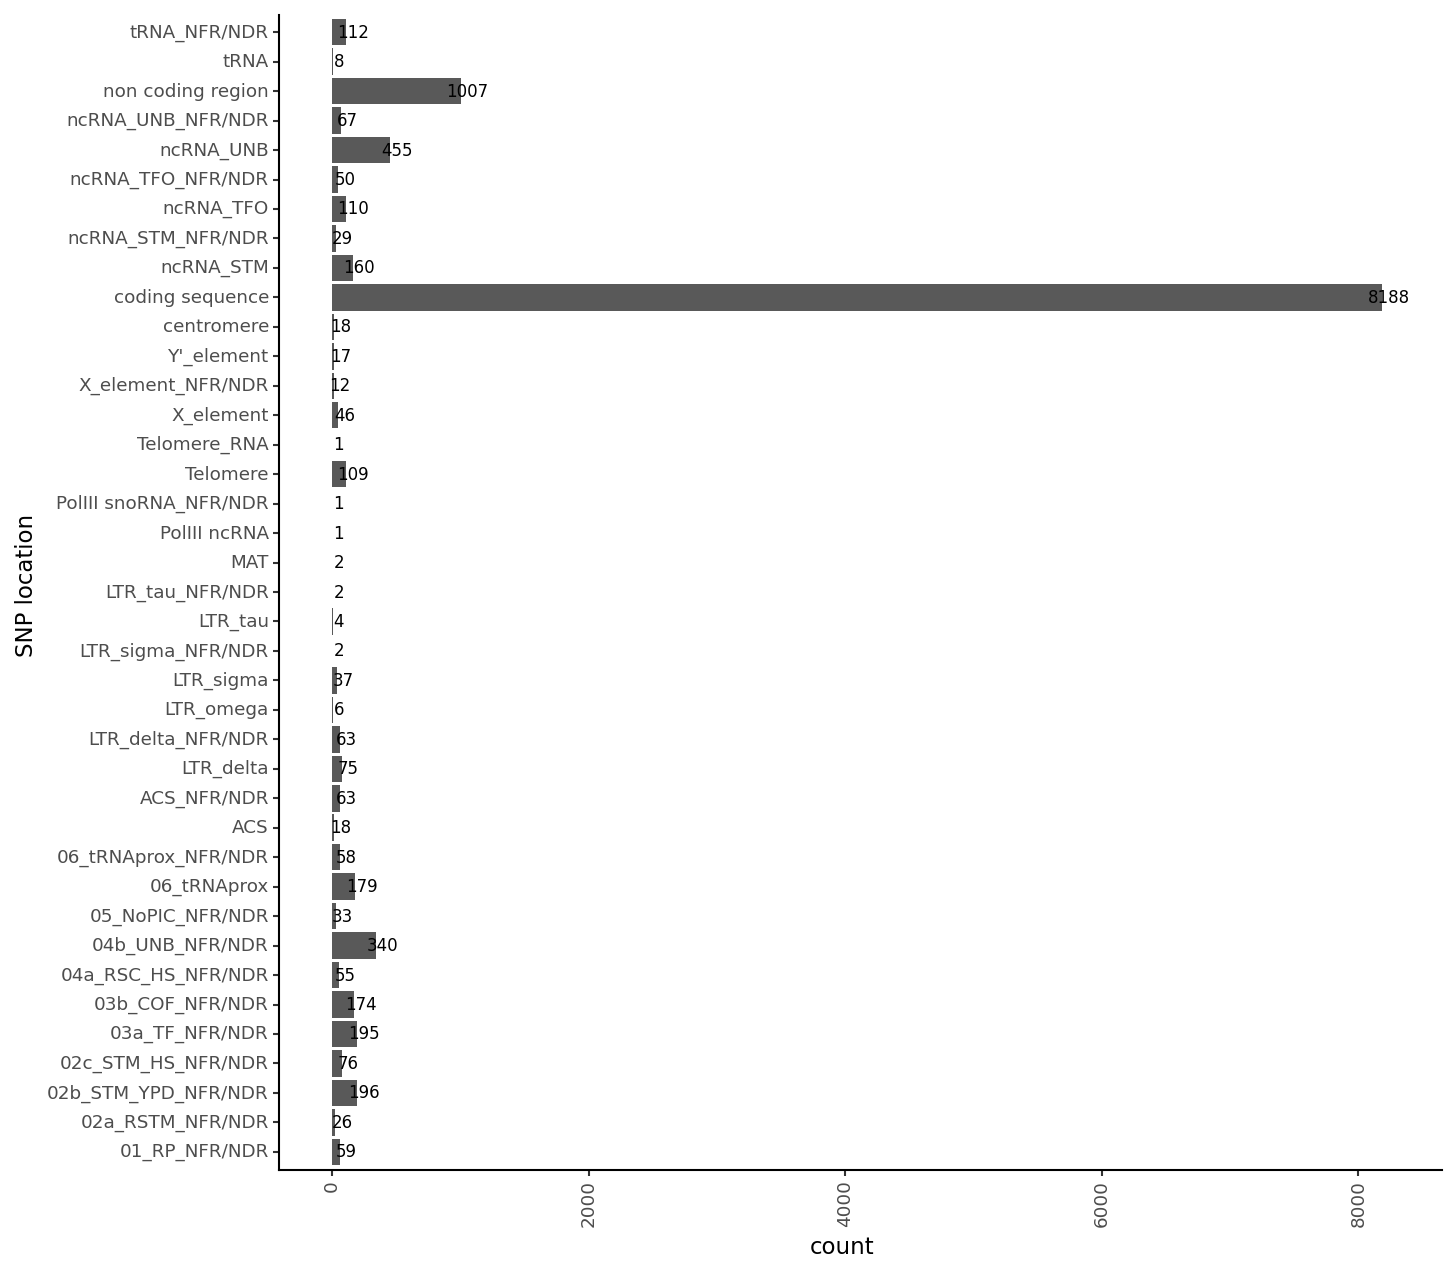 SNP location
tRNA_NFR/NDR 112
tRNA 8
non coding region 1007
ncRNA_UNB_NFR/NDR 67
ncRNA_UNB 455
ncRNA_TFO_NFR/NDR 50
ncRNA_TFO 110
ncRNA_STM_NFR/NDR 29
ncRNA_STM 160
coding sequence 8188
centromere 18
Y'_element 17
X_element_NFR/NDR 12
X_element 46
Telomere_RNA 1
Telomere 109
PolIII snoRNA_NFR/NDR 1
PolIII ncRNA 1
MAT 2
LTR_tau_NFR/NDR 2
LTR_tau 4
LTR_sigma_NFR/NDR 2
LTR_sigma 37
LTR_omega 6
LTR_delta_NFR/NDR 63
LTR_delta 75
ACS_NFR/NDR 63
ACS 18
06_tRNAprox_NFR/NDR 58
06_tRNAprox 179
05_NoPIC_NFR/NDR 33
04b_UNB_NFR/NDR 340
04a_RSC_HS_NFR/NDR 55
03b_COF_NFR/NDR 174
03a_TF_NFR/NDR 195
02c_STM_HS_NFR/NDR 76
02b_STM_YPD_NFR/NDR 196
02a_RSTM_NFR/NDR 26
01_RP_NFR/NDR 59
0 2000 4000 6000 8000
count